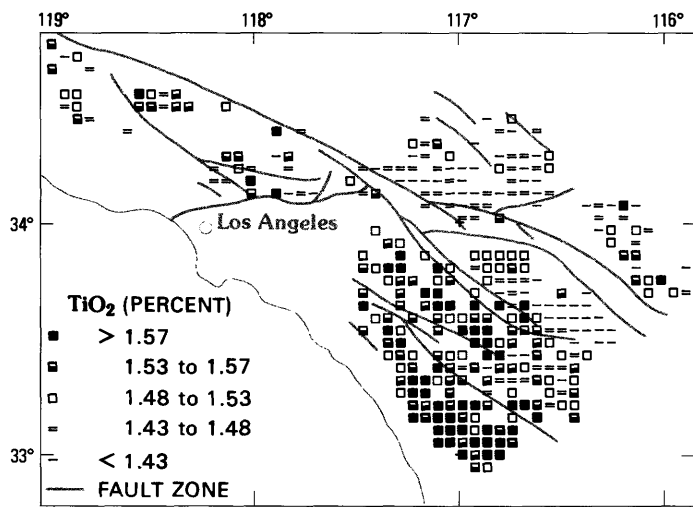 119° 118° 117° 116°
34°
Los Angeles
TiO₂ (PERCENT)
> 1.57
1.53 to 1.57
1.48 to 1.53
1.43 to 1.48
< 1.43
FAULT ZONE
33°